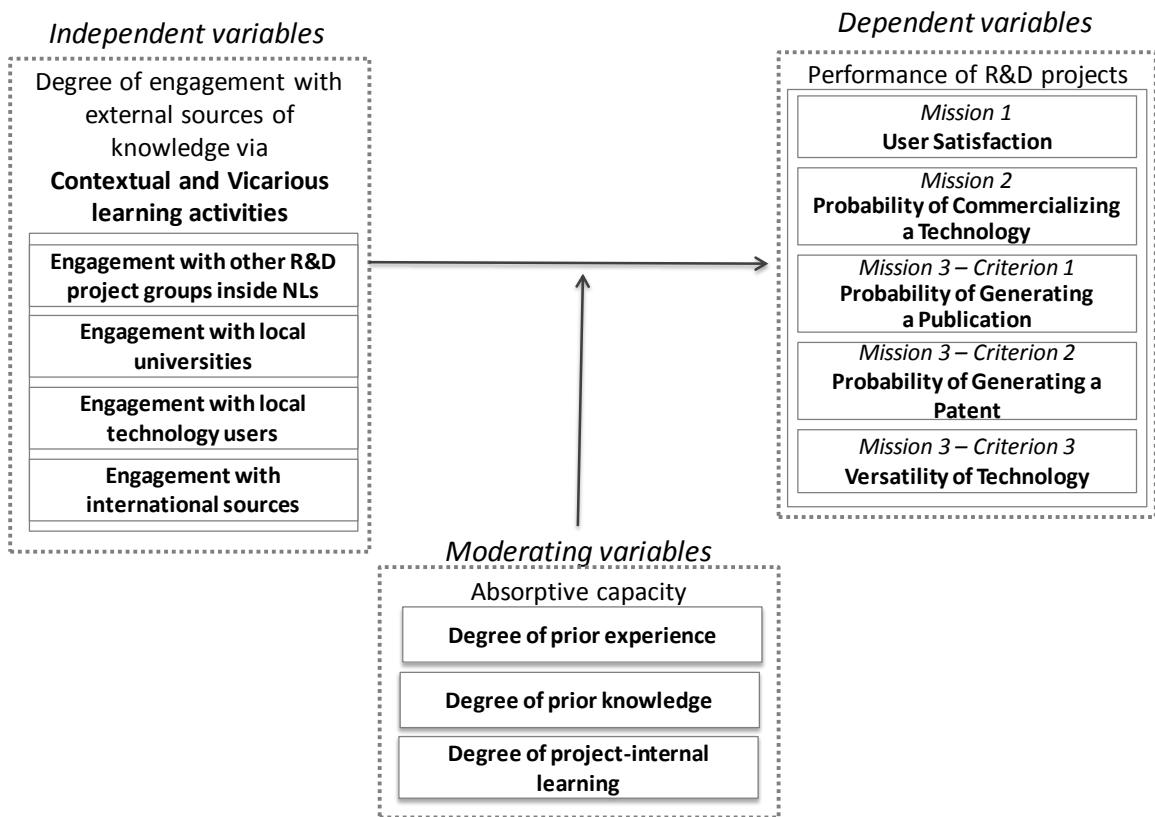 Independent variables
Degree of engagement with
external sources of
knowledge via
Contextual and Vicarious
learning activities
Engagement with other R&D
project groups inside NLs
Engagement with local
universities
Engagement with local
technology users
Engagement with
international sources
Dependent variables
Performance of R&D projects
Mission 1
User Satisfaction
Mission 2
Probability of Commercializing
a Technology
Mission 3 – Criterion 1
Probability of Generating
a Publication
Mission 3 – Criterion 2
Probability of Generating a
Patent
Mission 3 – Criterion 3
Versatility of Technology
Moderating variables
Absorptive capacity
Degree of prior experience
Degree of prior knowledge
Degree of project-internal
learning